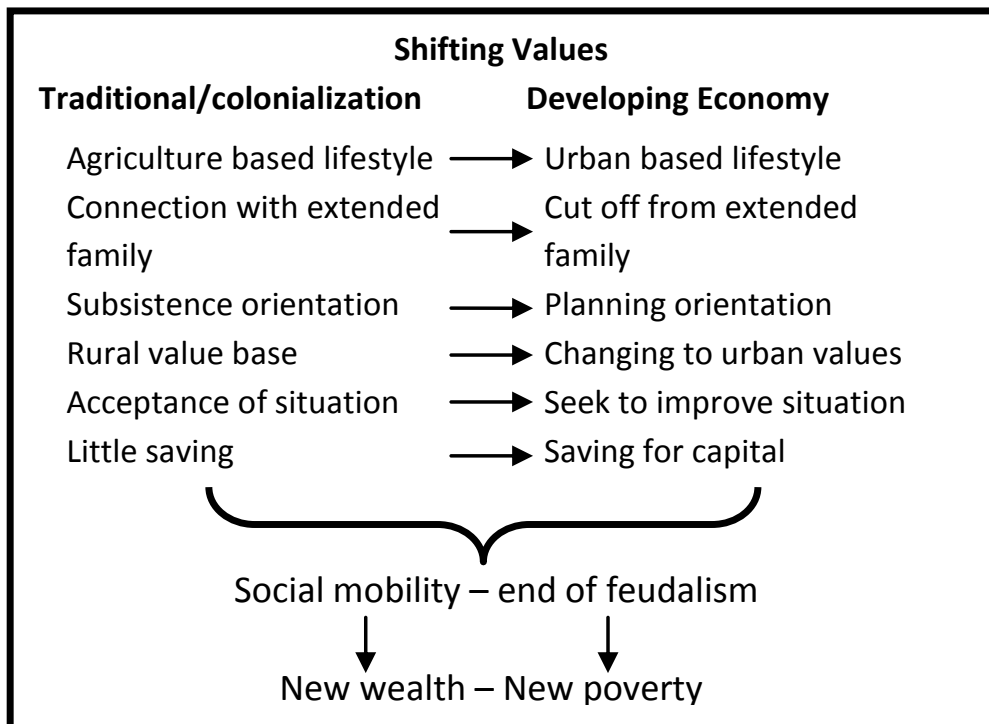 Shifting Values
Traditional/colonialization Developing Economy
Agriculture based lifestyle Urban based lifestyle
Connection with extended family Cut off from extended family
Subsistence orientation Planning orientation
Rural value base Changing to urban values
Acceptance of situation Seek to improve situation
Little saving Saving for capital
Social mobility – end of feudalism
New wealth – New poverty